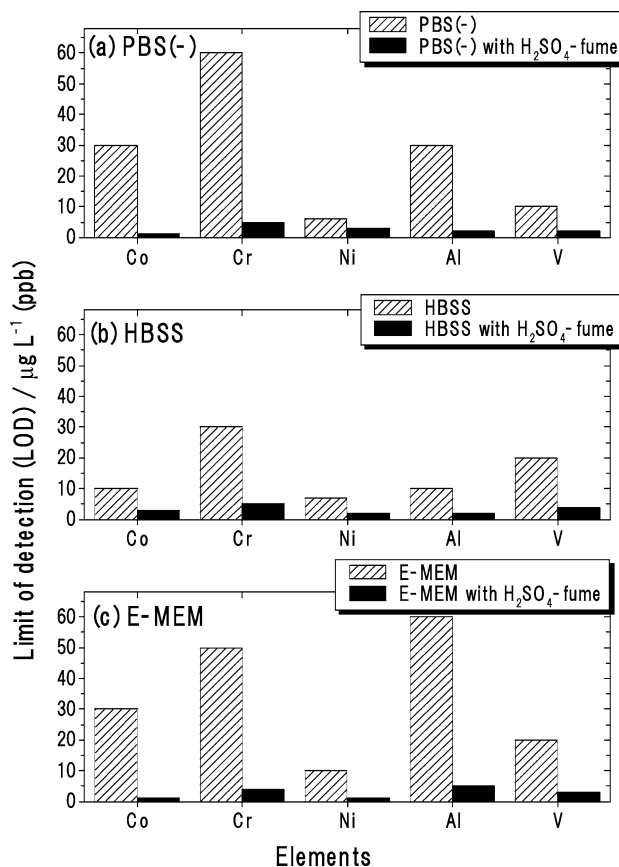 (a) PBS(-)
PBS(-)
PBS(-) with H₂SO₄-fume
60
50
40
30
20
10
0
Co Cr Ni Al V
(b) HBSS
HBSS
HBSS with H₂SO₄-fume
60
50
40
30
20
10
0
Co Cr Ni Al V
(c) E-MEM
E-MEM
E-MEM with H₂SO₄-fume
60
50
40
30
20
10
0
Co Cr Ni Al V
Limit of detection (LOD) / μg L⁻¹ (ppb)
Elements